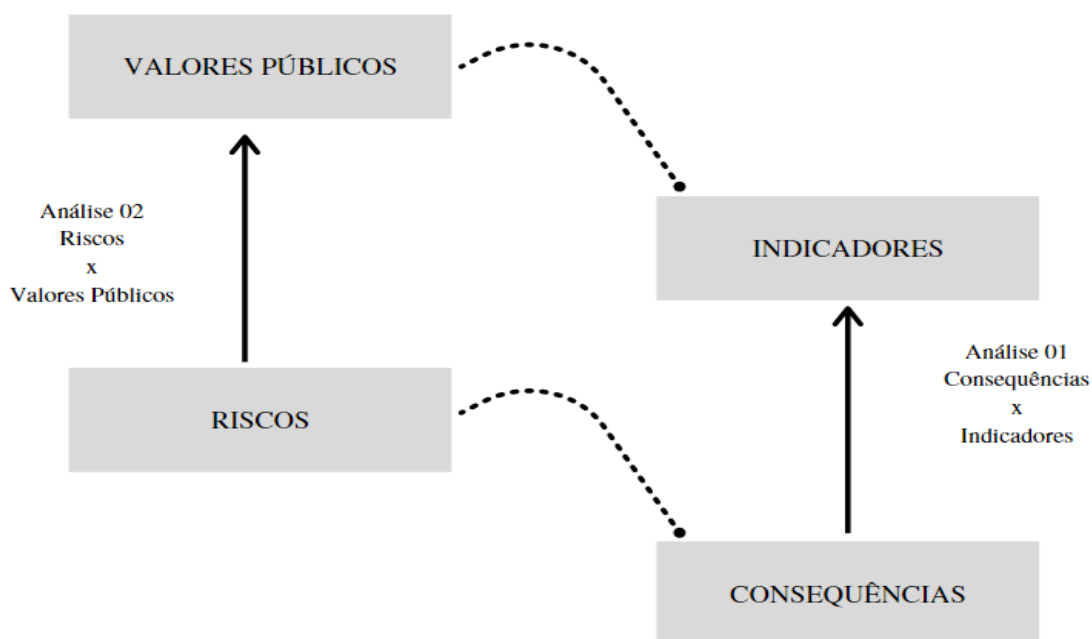 VALORES PÚBLICOS
Análise 02
Riscos
x
Valores Públicos
INDICADORES
Análise 01
Consequências
x
Indicadores
RISCOS
CONSEQUÊNCIAS